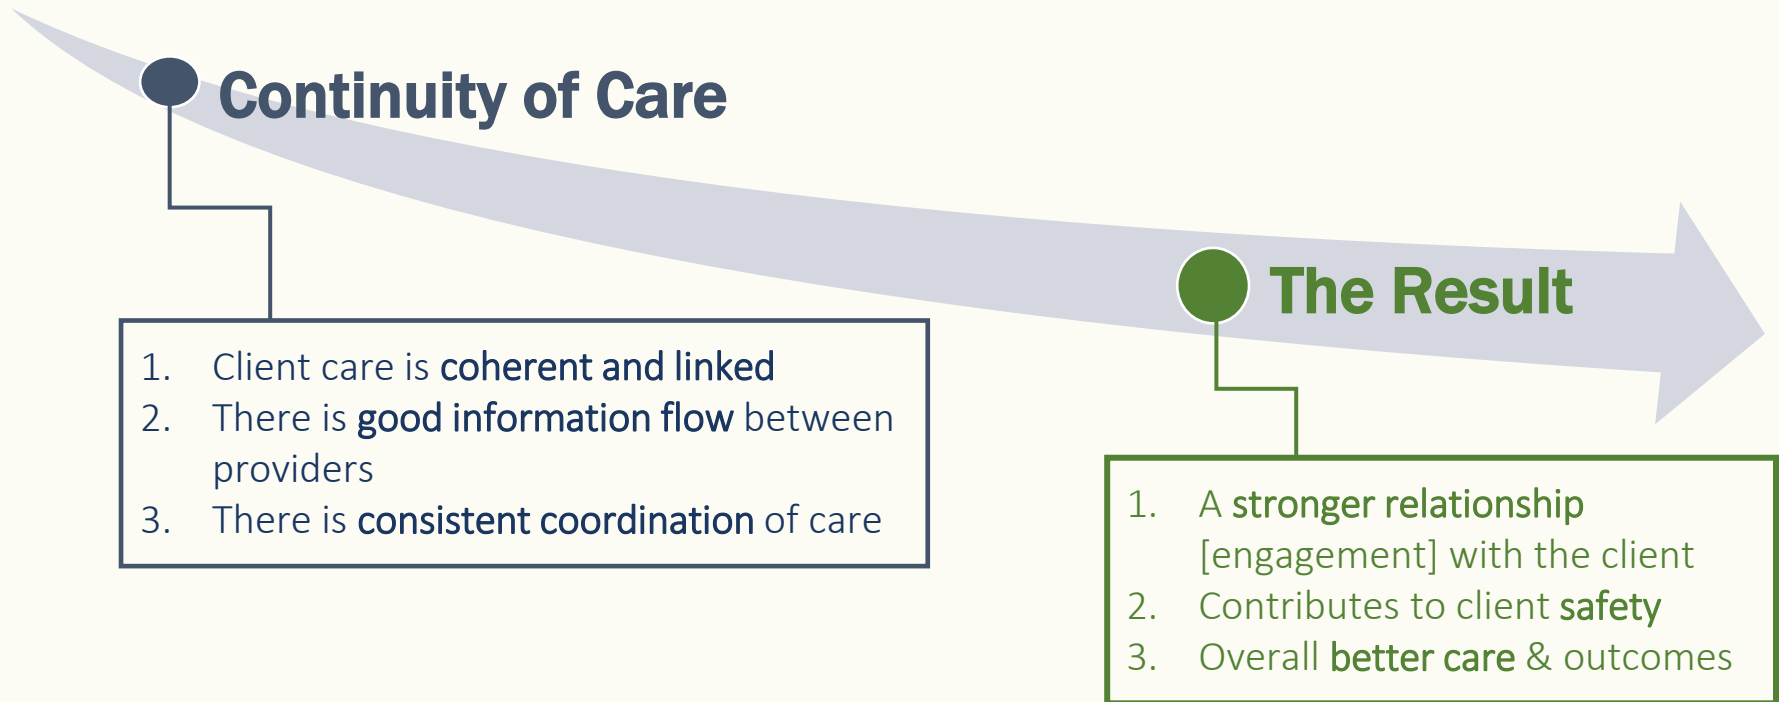 Continuity of Care
1. Client care is coherent and linked
2. There is good information flow between
providers
3. There is consistent coordination of care
The Result
1. A stronger relationship
[engagement] with the client
2. Contributes to client safety
3. Overall better care & outcomes